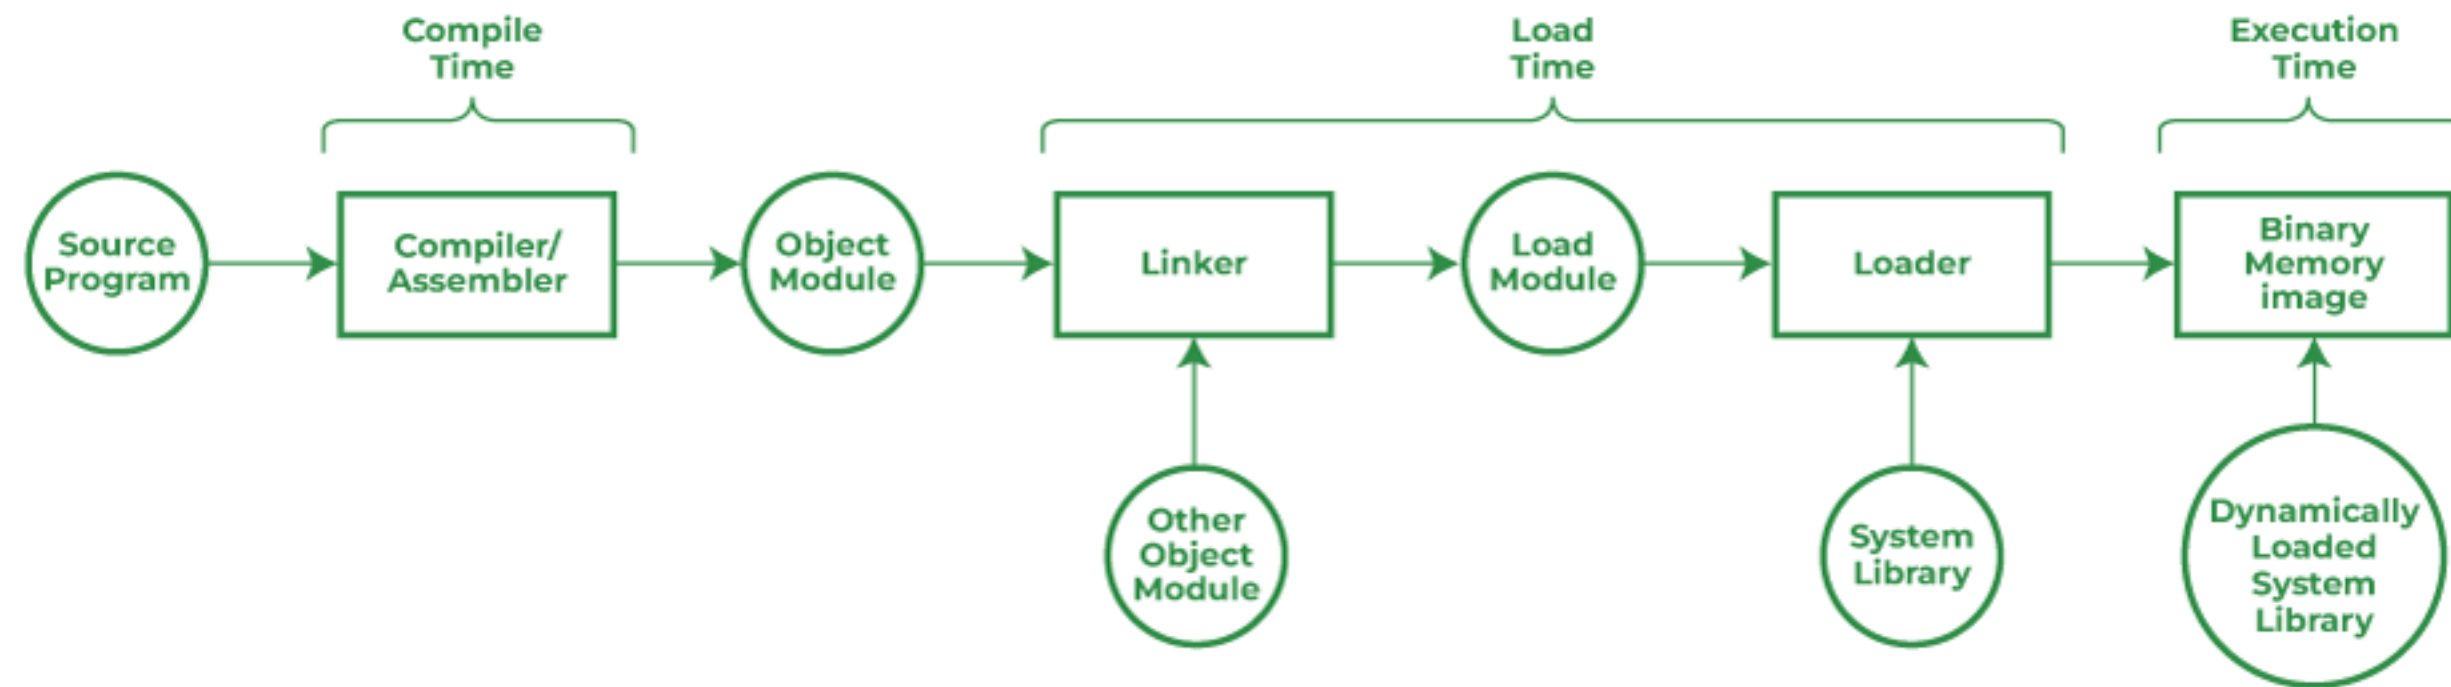 Compile
Time
Load
Time
Execution
Time
Source
Program
Compiler/
Assembler
Object
Module
Linker
Load
Module
Loader
Binary
Memory
image
Other
Object
Module
System
Library
Dynamically
Loaded
System
Library